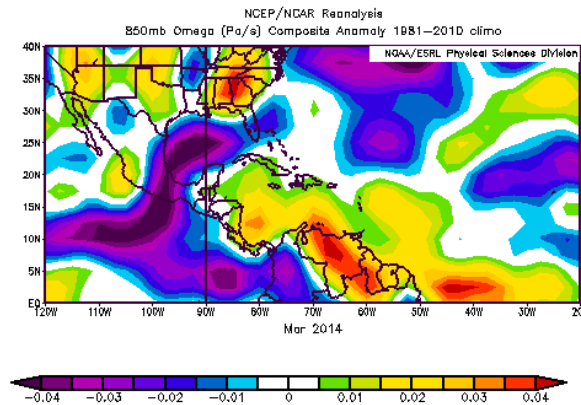 NCEP/NCAR Reanalysis
850mb Omega (Pa/s) Composite Anomaly 1981-2010 climo
NOAA/ESRL Physical Sciences Division
40N
35N
30N
25N
20N
15N
10N
5N
EQ
120W 110W 100W 90W 80W 70W 60W 50W 40W 30W 20W
Mar 2014
-0.04 -0.03 -0.02 -0.01 0 0.01 0.02 0.03 0.04